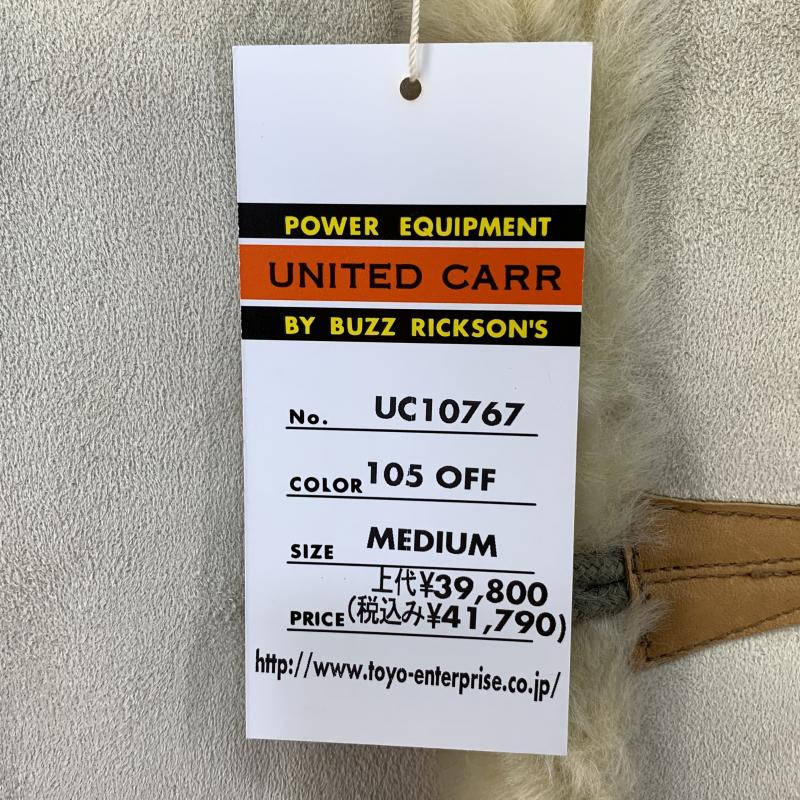 POWER EQUIPMENT
UNITED CARR
BY BUZZ RICKSON'S
No. UC10767
COLOR 105 OFF
SIZE MEDIUM
上代¥39,800
PRICE (税込み¥41,790)
http://www.toyo-enterprise.co.jp/